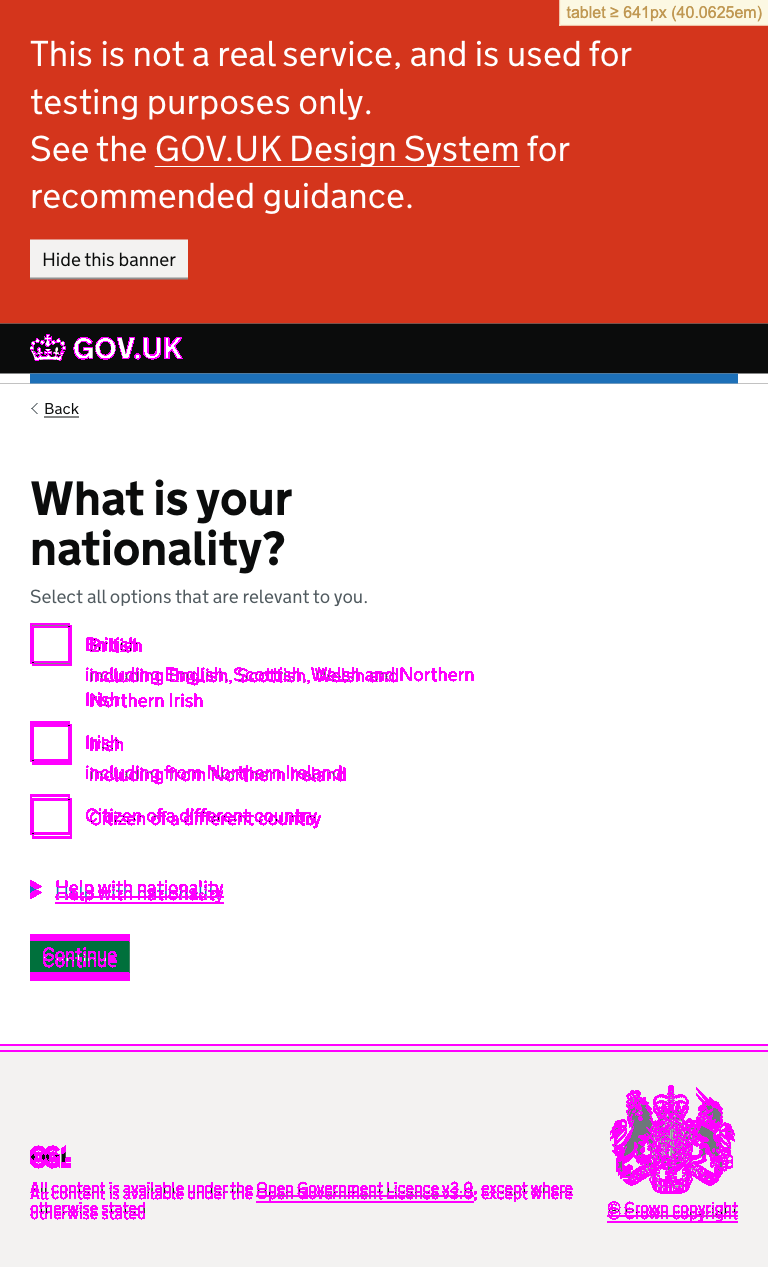 tablet ≥ 641px (40.0625em)
This is not a real service, and is used for
testing purposes only.
See the GOV.UK Design System for
recommended guidance.
Hide this banner
GOV.UK
Back
What is your
nationality?
Select all options that are relevant to you.
British
including English, Scottish, Welsh and Northern
Irish
Northern Irish
Irish
including from Northern Ireland
Citizen of a different country
Help with nationality
Continue
OGL
All content is available under the Open Government Licence v3.0, except where
otherwise stated
© Crown copyright